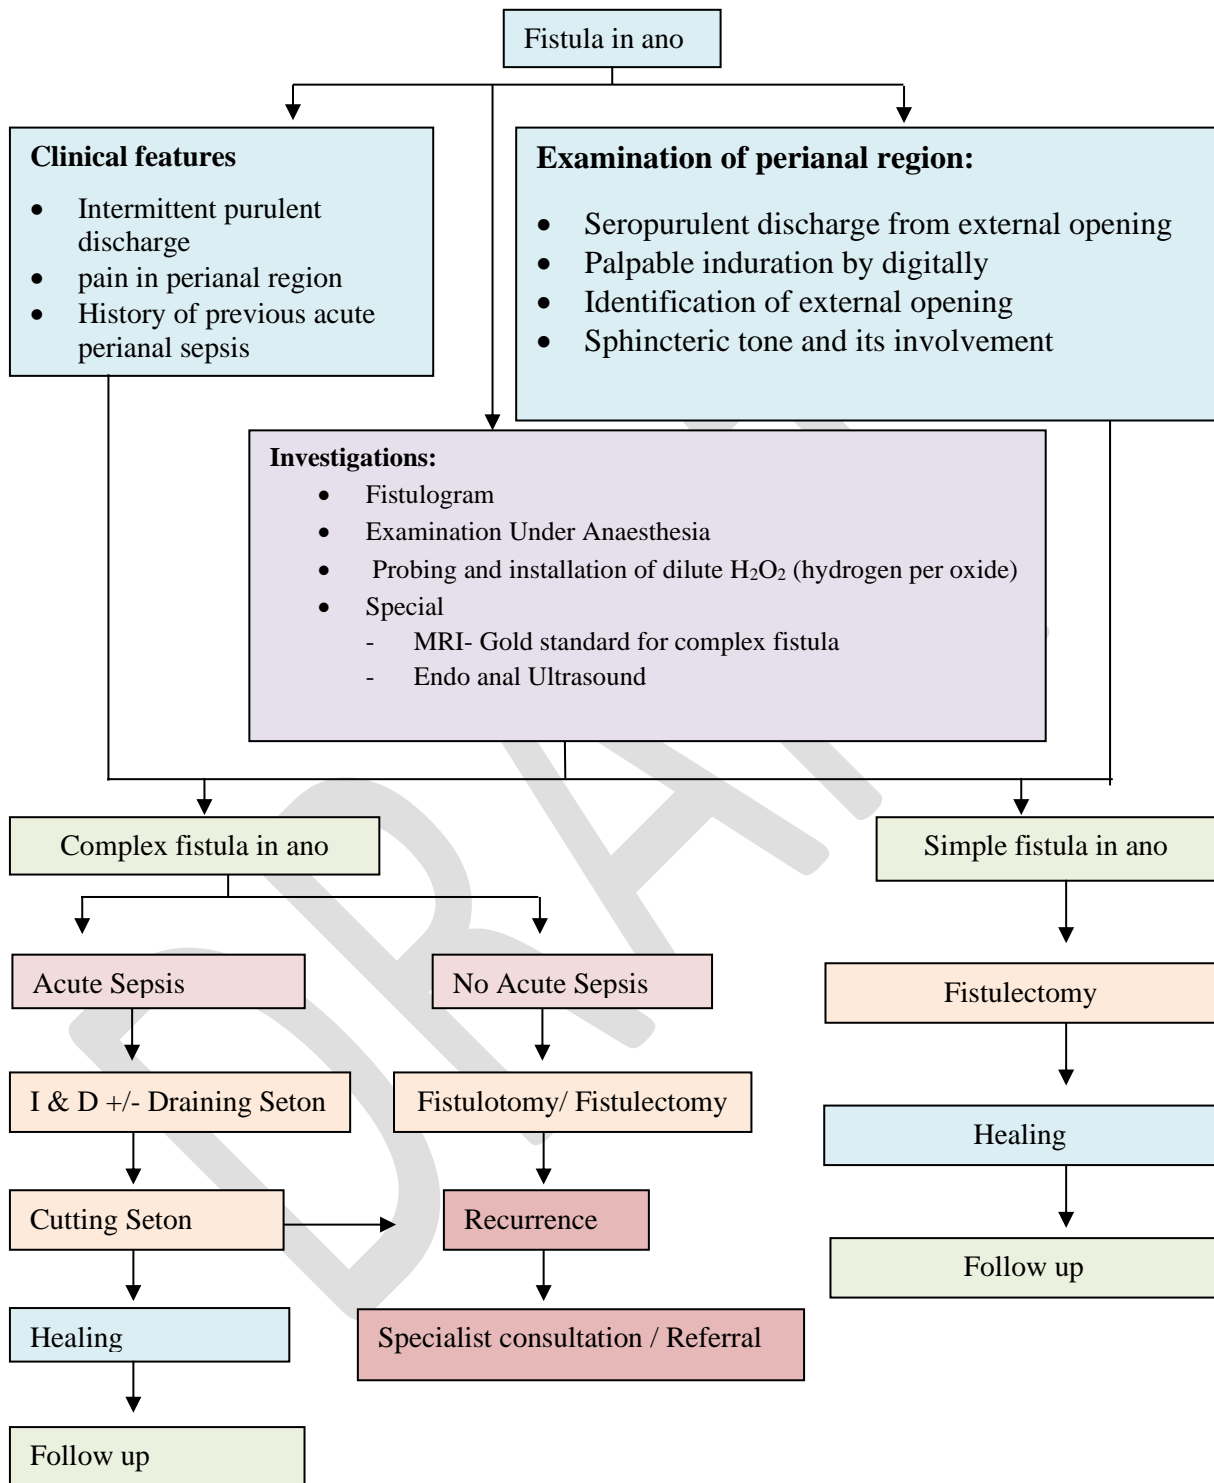 Fistula in ano
Clinical features
• Intermittent purulent
discharge
• pain in perianal region
• History of previous acute
perianal sepsis
Examination of perianal region:
• Seropurulent discharge from external opening
• Palpable induration by digitally
• Identification of external opening
• Sphincteric tone and its involvement
Investigations:
• Fistulogram
• Examination Under Anaesthesia
• Probing and installation of dilute H₂O₂ (hydrogen per oxide)
• Special
- MRI- Gold standard for complex fistula
- Endo anal Ultrasound
Complex fistula in ano
Simple fistula in ano
Acute Sepsis
No Acute Sepsis
Fistulectomy
I & D +/- Draining Seton
Fistulotomy/ Fistulectomy
Healing
Cutting Seton
Recurrence
Follow up
Healing
Specialist consultation / Referral
Follow up
DRAFT